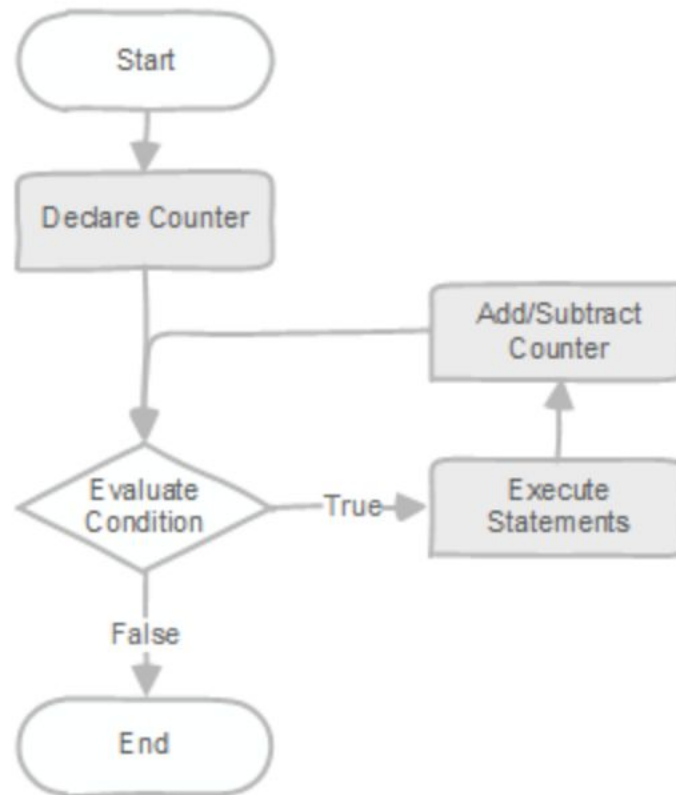 Start
Declare Counter
Add/Subtract
Counter
Evaluate
Condition
True
Execute
Statements
False
End